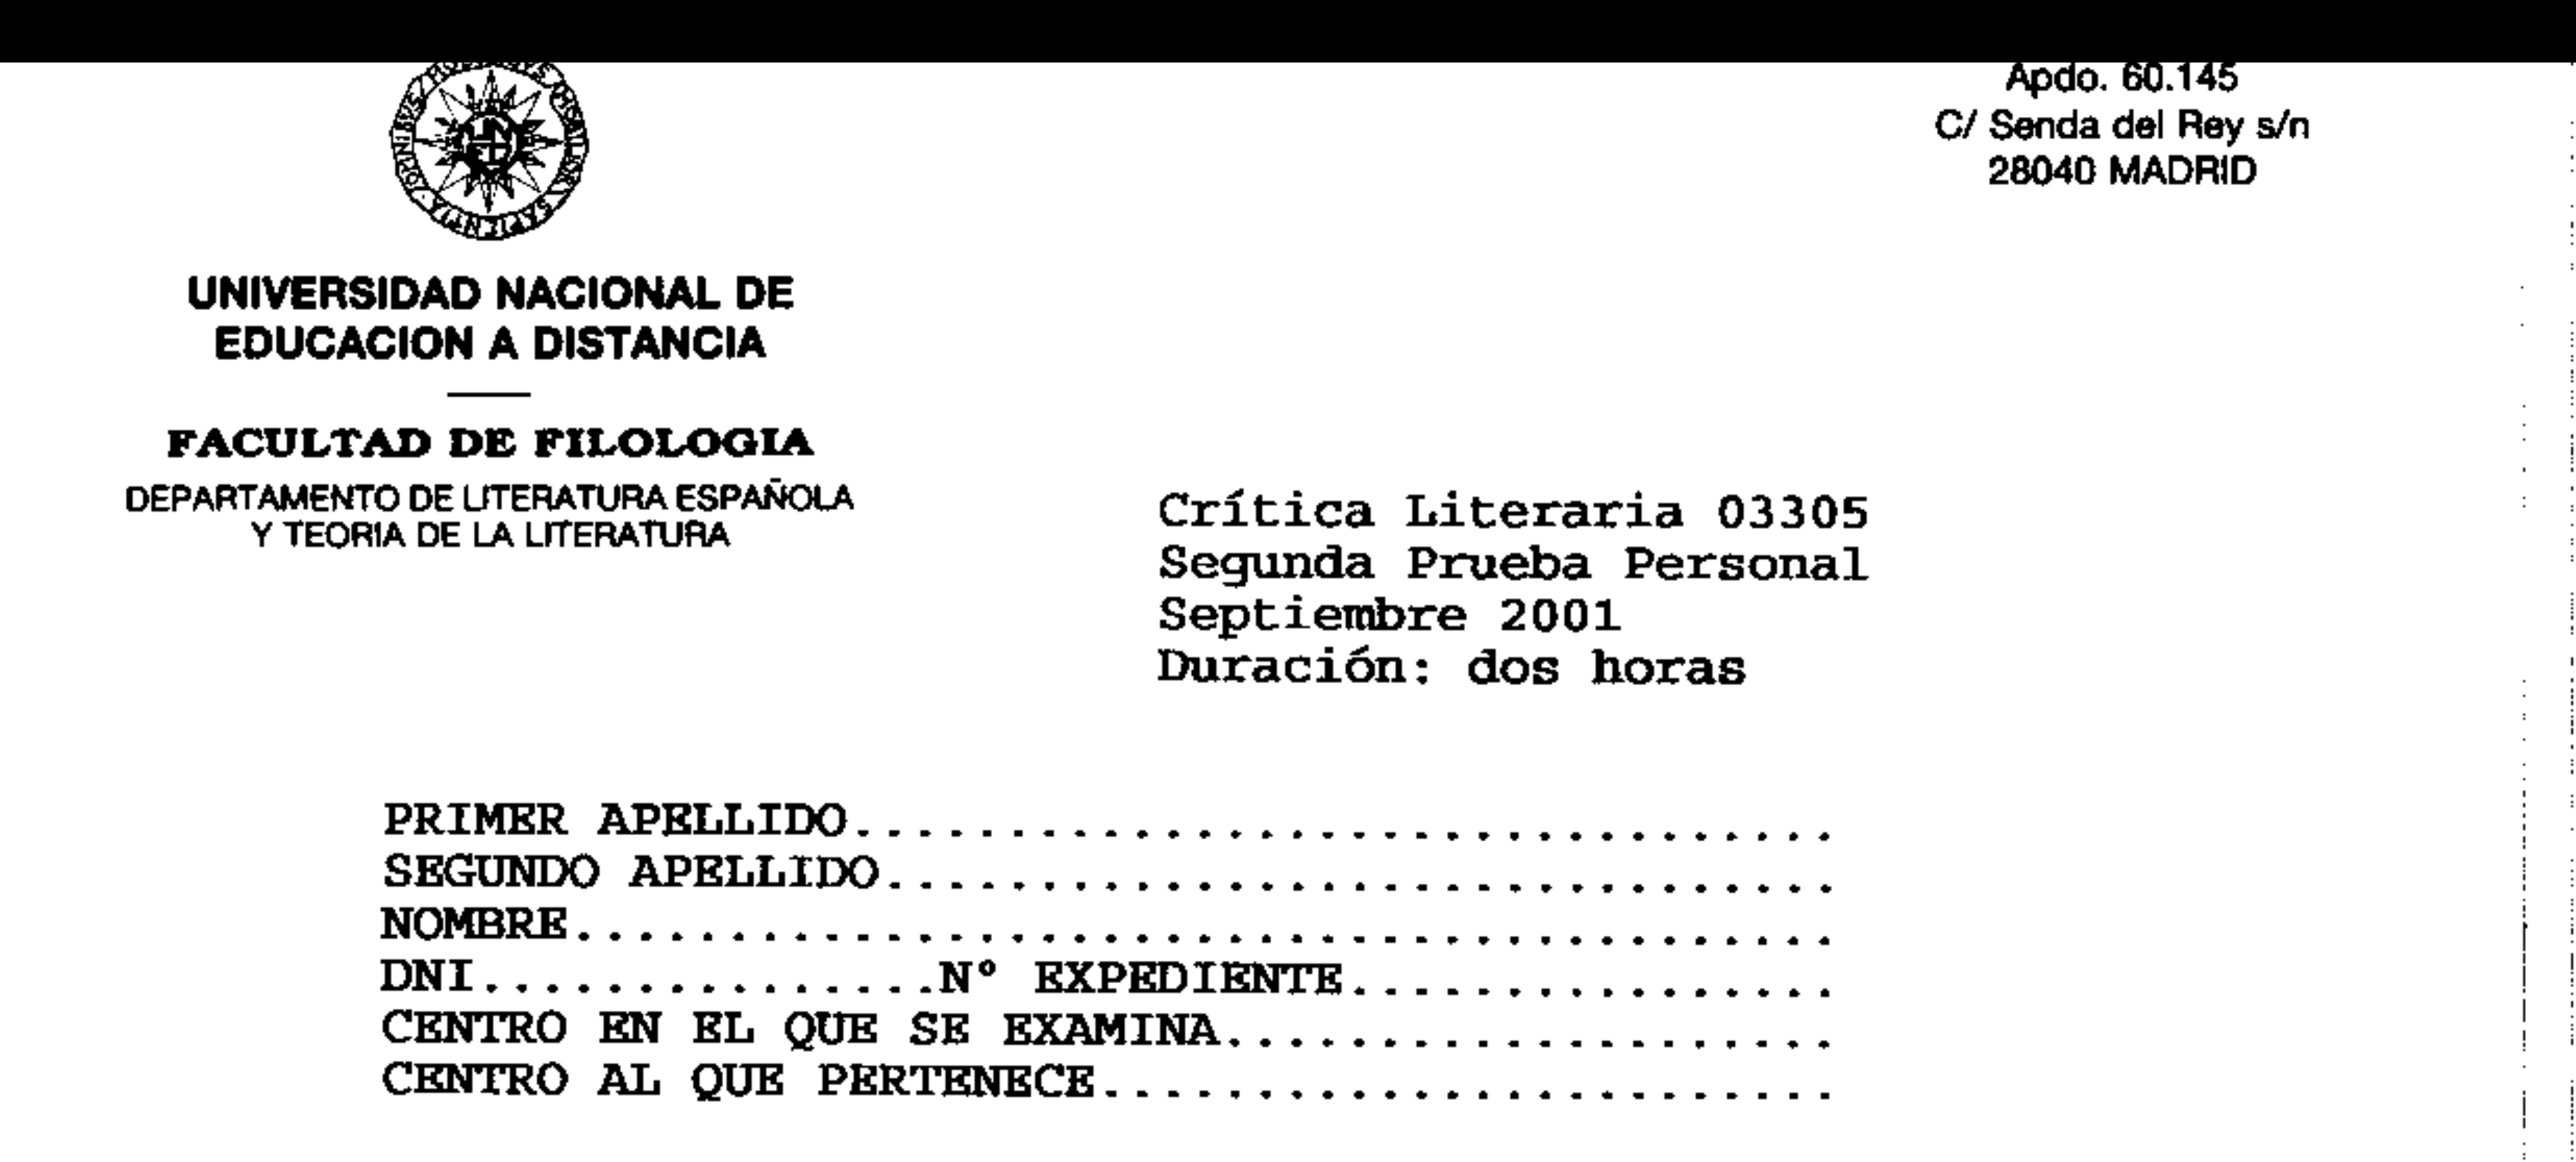 Apdo. 60.145
C/ Senda del Rey s/n
28040 MADRID
UNIVERSIDAD NACIONAL DE
EDUCACION A DISTANCIA
FACULTAD DE FILOLOGIA
DEPARTAMENTO DE LITERATURA ESPAÑOLA
Y TEORIA DE LA LITERATURA
Crítica Literaria 03305
Segunda Prueba Personal
Septiembre 2001
Duración: dos horas
PRIMER APELLIDO................................
SEGUNDO APELLIDO...............................
NOMBRE.........................................
DNI...............Nº EXPEDIENTE................
CENTRO EN EL QUE SE EXAMINA....................
CENTRO AL QUE PERTENECE........................